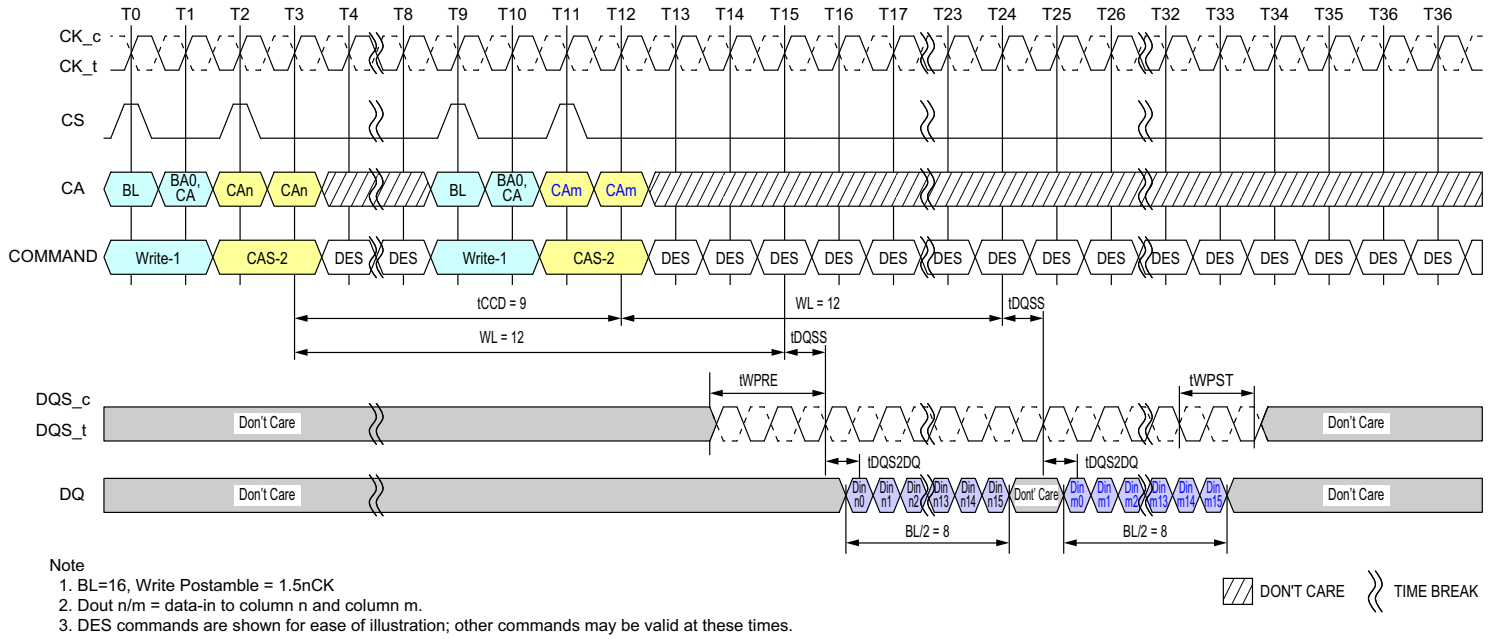 T0 T1 T2 T3 T4 T8 T9 T10 T11 T12 T13 T14 T15 T16 T17 T23 T24 T25 T26 T32 T33 T34 T35 T36 T36
CK_c
CK_t
CS
CA BL BA0, CA CAn CAn BL BA0, CA CAm CAm
COMMAND Write-1 CAS-2 DES DES Write-1 CAS-2 DES DES DES DES DES DES DES DES DES DES DES DES DES DES DES
tCCD = 9 WL = 12 tDQSS
WL = 12 tDQSS
tWPRE tWPST
DQS_c
DQS_t Don't Care Don't Care
tDQS2DQ tDQS2DQ
DQ Don't Care Din n0 Din n1 Din n2 Din n13 Din n14 Din n15 Dont' Care Din m0 Din m1 Din m2 Din m13 Din m14 Din m15 Don't Care
BL/2 = 8 BL/2 = 8
Note
1. BL=16, Write Postamble = 1.5nCK
2. Dout n/m = data-in to column n and column m.
3. DES commands are shown for ease of illustration; other commands may be valid at these times.
DON'T CARE TIME BREAK